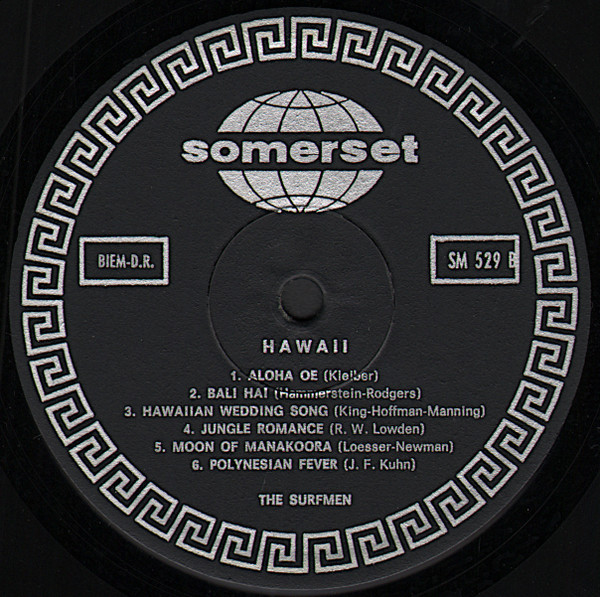 somerset
BIEM-D.R.
SM 529 B
HAWAII
1. ALOHA OE (Kleiber)
2. BALI HAI (Hammerstein-Rodgers)
3. HAWAIIAN WEDDING SONG (King-Hoffman-Manning)
4. JUNGLE ROMANCE (R. W. Lowden)
5. MOON OF MANAKOORA (Loesser-Newman)
6. POLYNESIAN FEVER (J. F. Kuhn)
THE SURFMEN